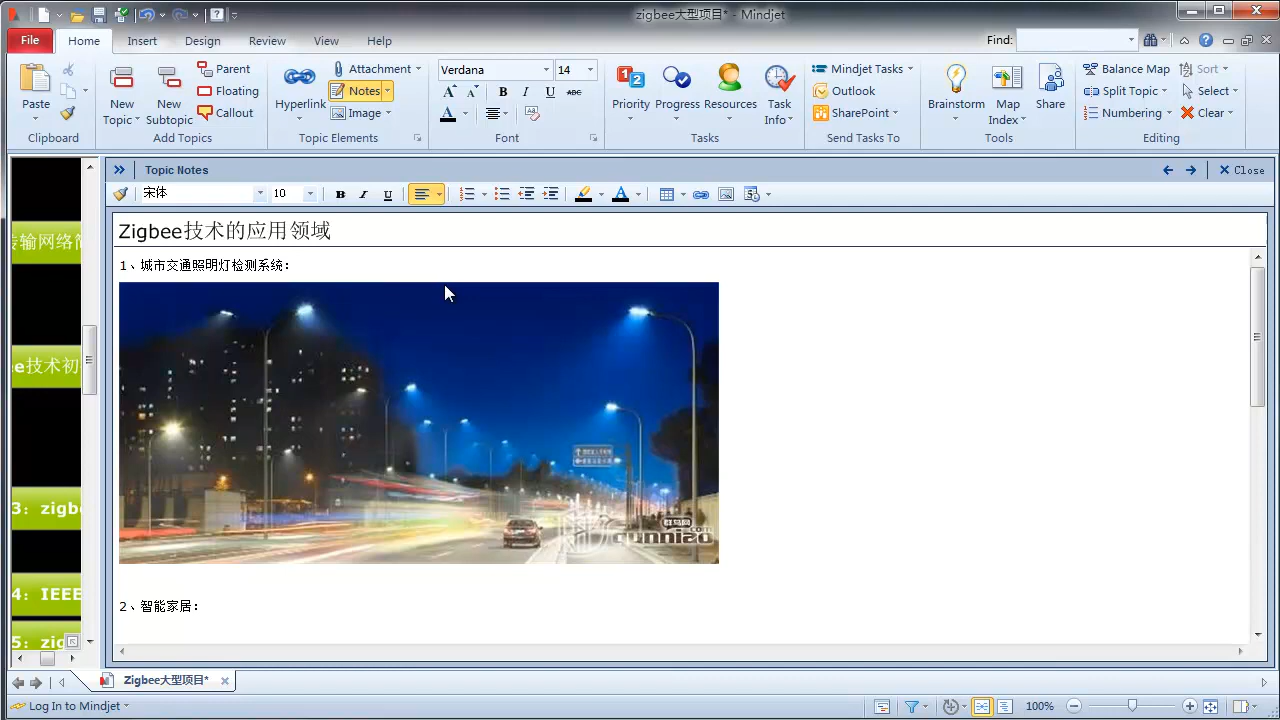 zigbee大型项目* - Mindjet
File
Home
Insert
Design
Review
View
Help
Find:
Paste
Clipboard
New Topic
New Subtopic
Parent
Floating
Callout
Add Topics
Hyperlink
Attachment
Notes
Image
Topic Elements
Verdana
14
B I U ABC
Font
Priority
Progress
Resources
Task Info
Tasks
Mindjet Tasks
Outlook
SharePoint
Send Tasks To
Brainstorm
Map Index
Share
Tools
Balance Map
Split Topic
Numbering
Sort
Select
Clear
Editing
Topic Notes
Close
宋体
10
B I U
Zigbee技术的应用领域
1、城市交通照明灯检测系统:
qunniao
.com
2、智能家居:
传输网络简
ee技术初
3: zigbe
4: IEEE
5: zig
Zigbee大型项目*
Log In to Mindjet
100%